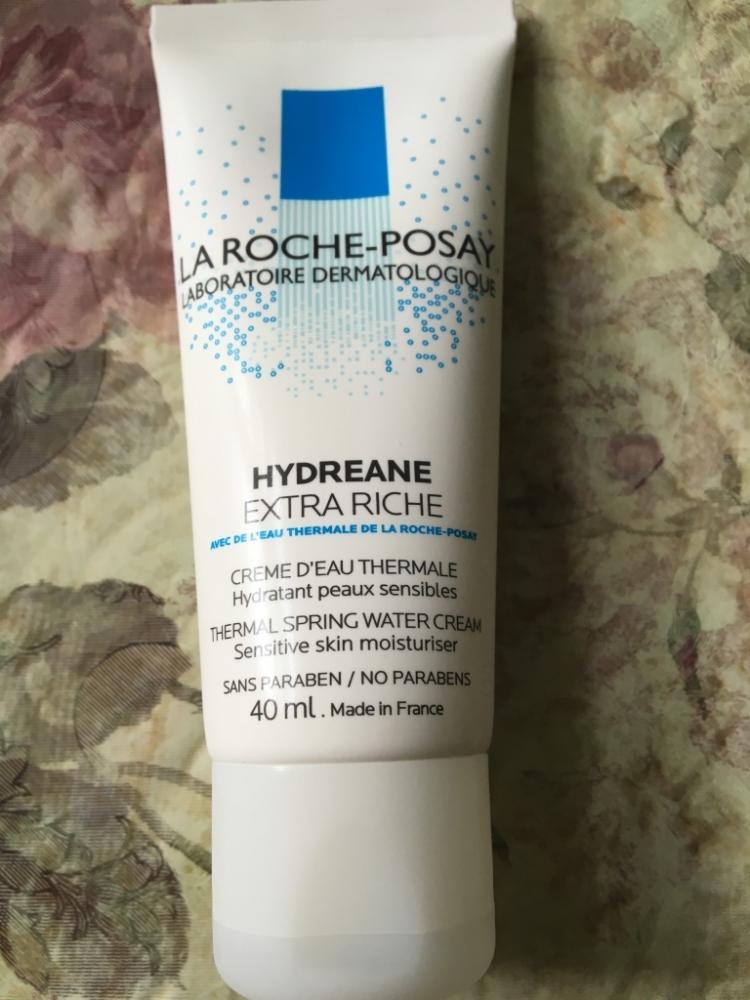 LA ROCHE-POSAY
LABORATOIRE DERMATOLOGIQUE
HYDREANE
EXTRA RICHE
AVEC DE L'EAU THERMALE DE LA ROCHE-POSAY
CREME D'EAU THERMALE
Hydratant peaux sensibles
THERMAL SPRING WATER CREAM
Sensitive skin moisturiser
SANS PARABEN / NO PARABENS
40 ml . Made in France